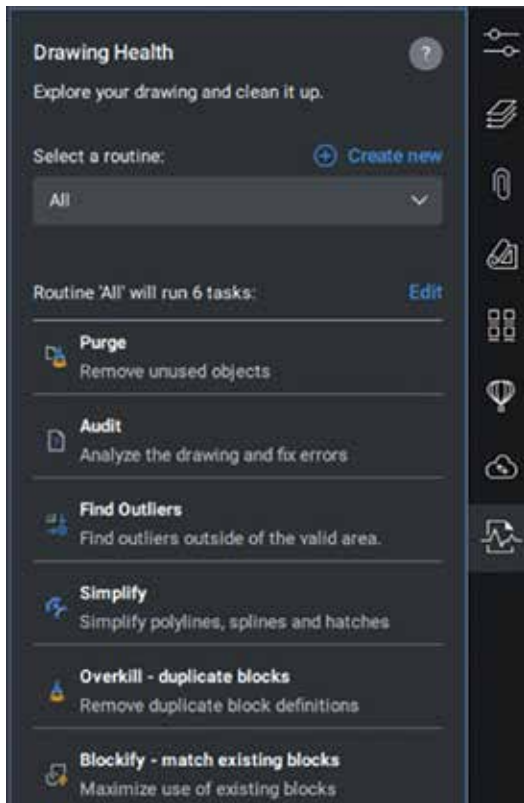 Drawing Health
?
Explore your drawing and clean it up.
Select a routine:
Create new
All
Routine 'All' will run 6 tasks:
Edit
Purge
Remove unused objects
Audit
Analyze the drawing and fix errors
Find Outliers
Find outliers outside of the valid area.
Simplify
Simplify polylines, splines and hatches
Overkill - duplicate blocks
Remove duplicate block definitions
Blockify - match existing blocks
Maximize use of existing blocks